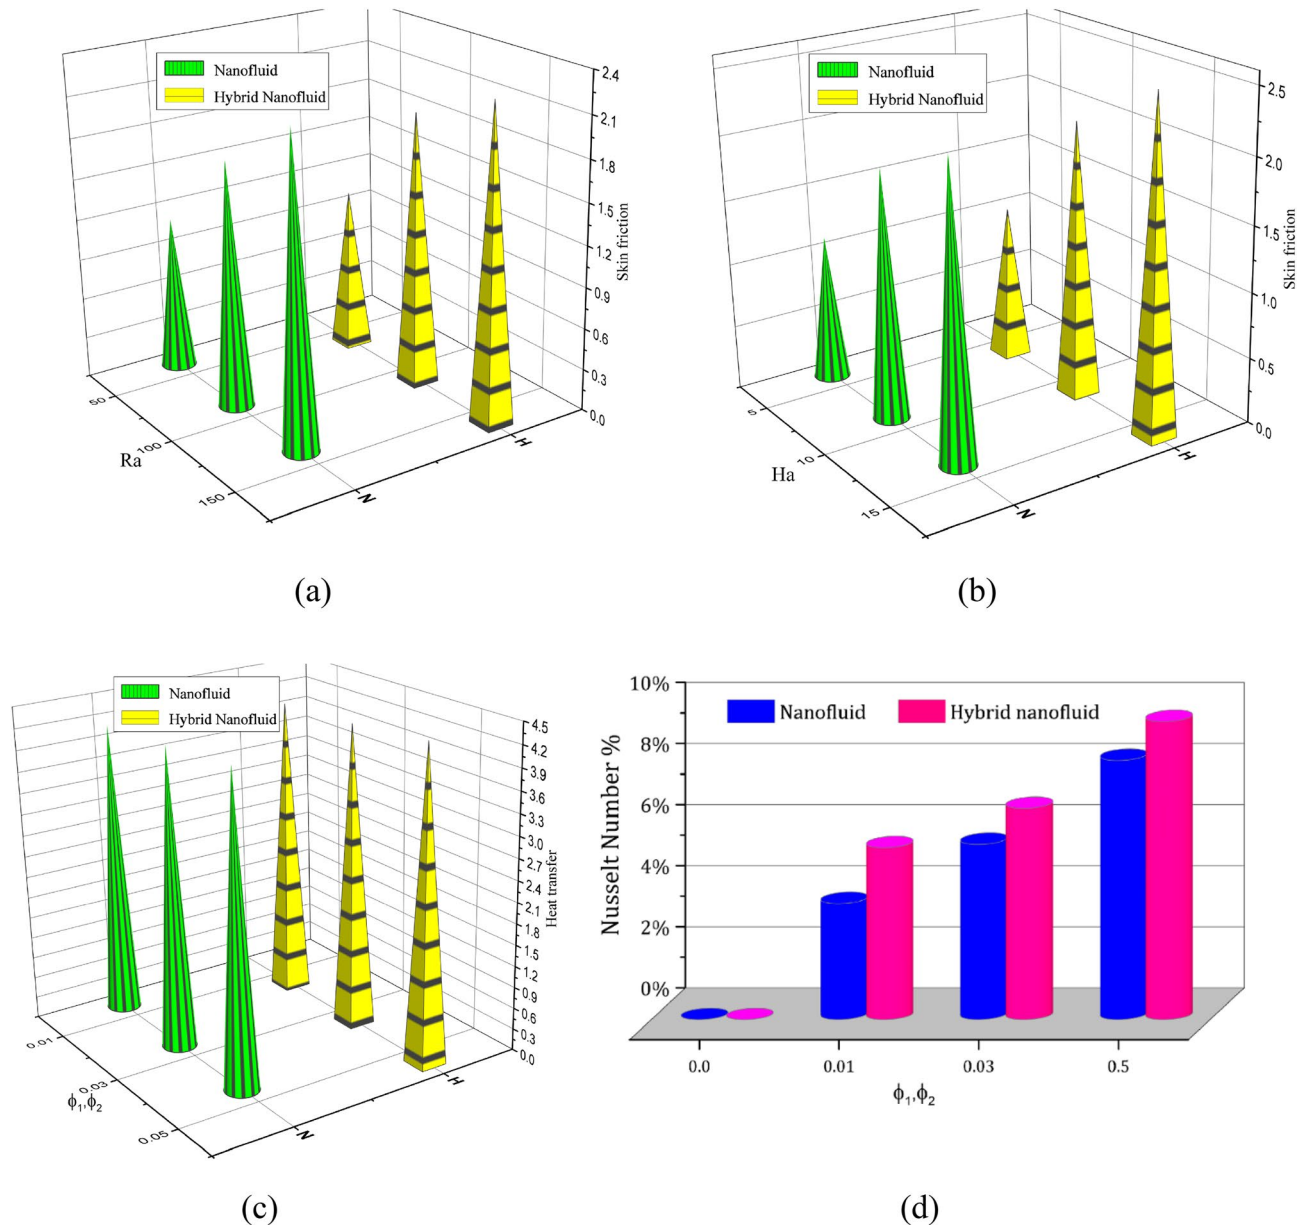 Nanofluid
Hybrid Nanofluid
2.4
2.1
1.8
1.5
1.2
0.9
0.6
0.3
0.0
Skin friction
50
100
150
Ra
N
H
(a)
Nanofluid
Hybrid Nanofluid
2.5
2.0
1.5
1.0
0.5
0.0
Skin friction
5
10
15
Ha
N
H
(b)
Nanofluid
Hybrid Nanofluid
4.5
4.2
3.9
3.6
3.3
3.0
2.7
2.4
2.1
1.8
1.5
1.2
0.9
0.6
0.3
0.0
Heat transfer
0.01
0.03
0.05
ϕ₁,ϕ₂
N
H
(c)
Nanofluid Hybrid nanofluid
10%
8%
6%
4%
2%
0%
Nusselt Number %
0.0 0.01 0.03 0.5
ϕ₁,ϕ₂
(d)